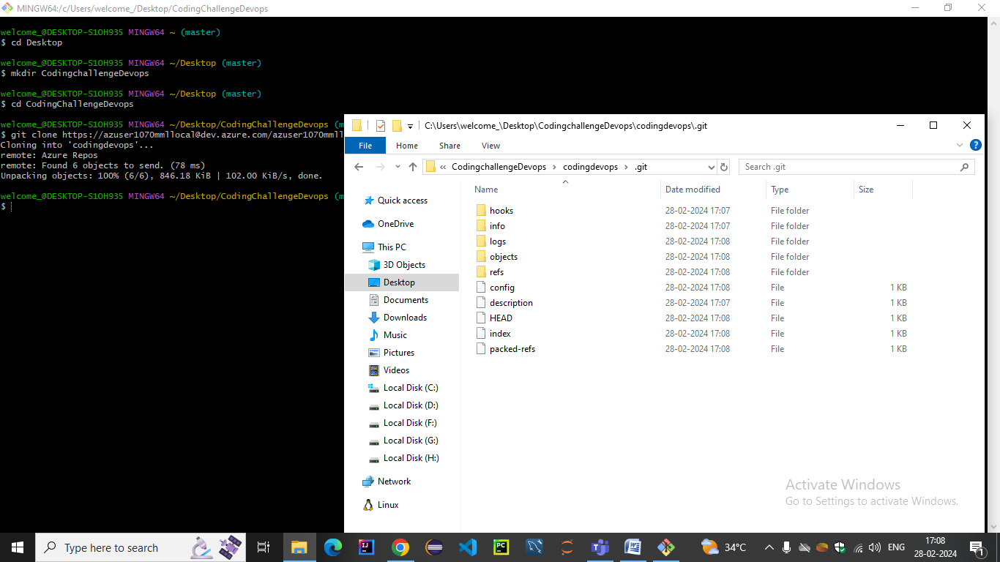 MINGW64:/c/Users/welcome_/Desktop/CodingChallengeDevops
welcome_@DESKTOP-S1OH935 MINGW64 ~ (master)
$ cd Desktop
welcome_@DESKTOP-S1OH935 MINGW64 ~/Desktop (master)
$ mkdir CodingchallengeDevops
welcome_@DESKTOP-S1OH935 MINGW64 ~/Desktop (master)
$ cd CodingChallengeDevops
welcome_@DESKTOP-S1OH935 MINGW64 ~/Desktop/CodingChallengeDevops (m
$ git clone https://azuser1070mmllocal@dev.azure.com/azuser1070mmll
Cloning into 'codingdevops'...
remote: Azure Repos
remote: Found 6 objects to send. (78 ms)
Unpacking objects: 100% (6/6), 846.18 KiB | 102.00 KiB/s, done.
welcome_@DESKTOP-S1OH935 MINGW64 ~/Desktop/CodingChallengeDevops (m
$
C:\Users\welcome_\Desktop\CodingchallengeDevops\codingdevops\.git
File Home Share View
« CodingchallengeDevops › codingdevops › .git
Search .git
Quick access
OneDrive
This PC
3D Objects
Desktop
Documents
Downloads
Music
Pictures
Videos
Local Disk (C:)
Local Disk (D:)
Local Disk (F:)
Local Disk (G:)
Local Disk (H:)
Network
Linux
Name Date modified Type Size
hooks 28-02-2024 17:07 File folder
info 28-02-2024 17:07 File folder
logs 28-02-2024 17:08 File folder
objects 28-02-2024 17:08 File folder
refs 28-02-2024 17:08 File folder
config 28-02-2024 17:08 File 1 KB
description 28-02-2024 17:07 File 1 KB
HEAD 28-02-2024 17:08 File 1 KB
index 28-02-2024 17:08 File 1 KB
packed-refs 28-02-2024 17:08 File 1 KB
Activate Windows
Go to Settings to activate Windows.
Type here to search
34°C
ENG
17:08
28-02-2024
1